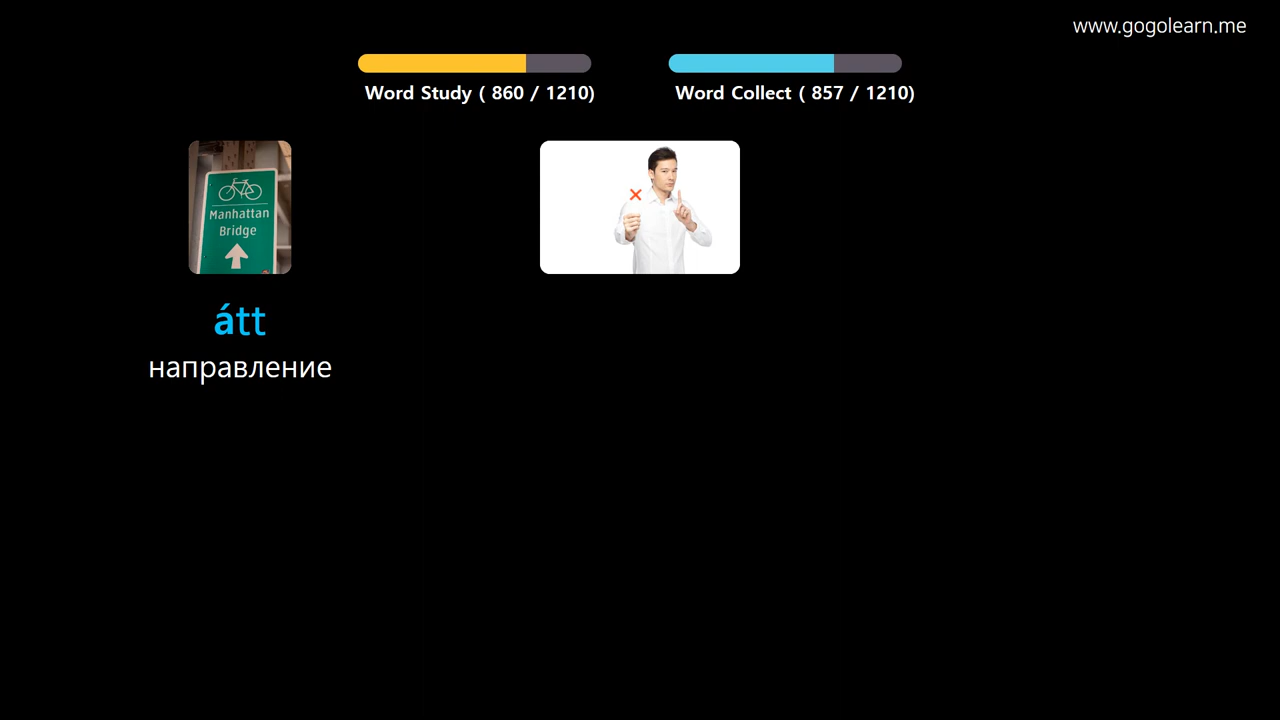 www.gogolearn.me
Word Study ( 860 / 1210)
Word Collect ( 857 / 1210)
Manhattan
Bridge
átt
направление